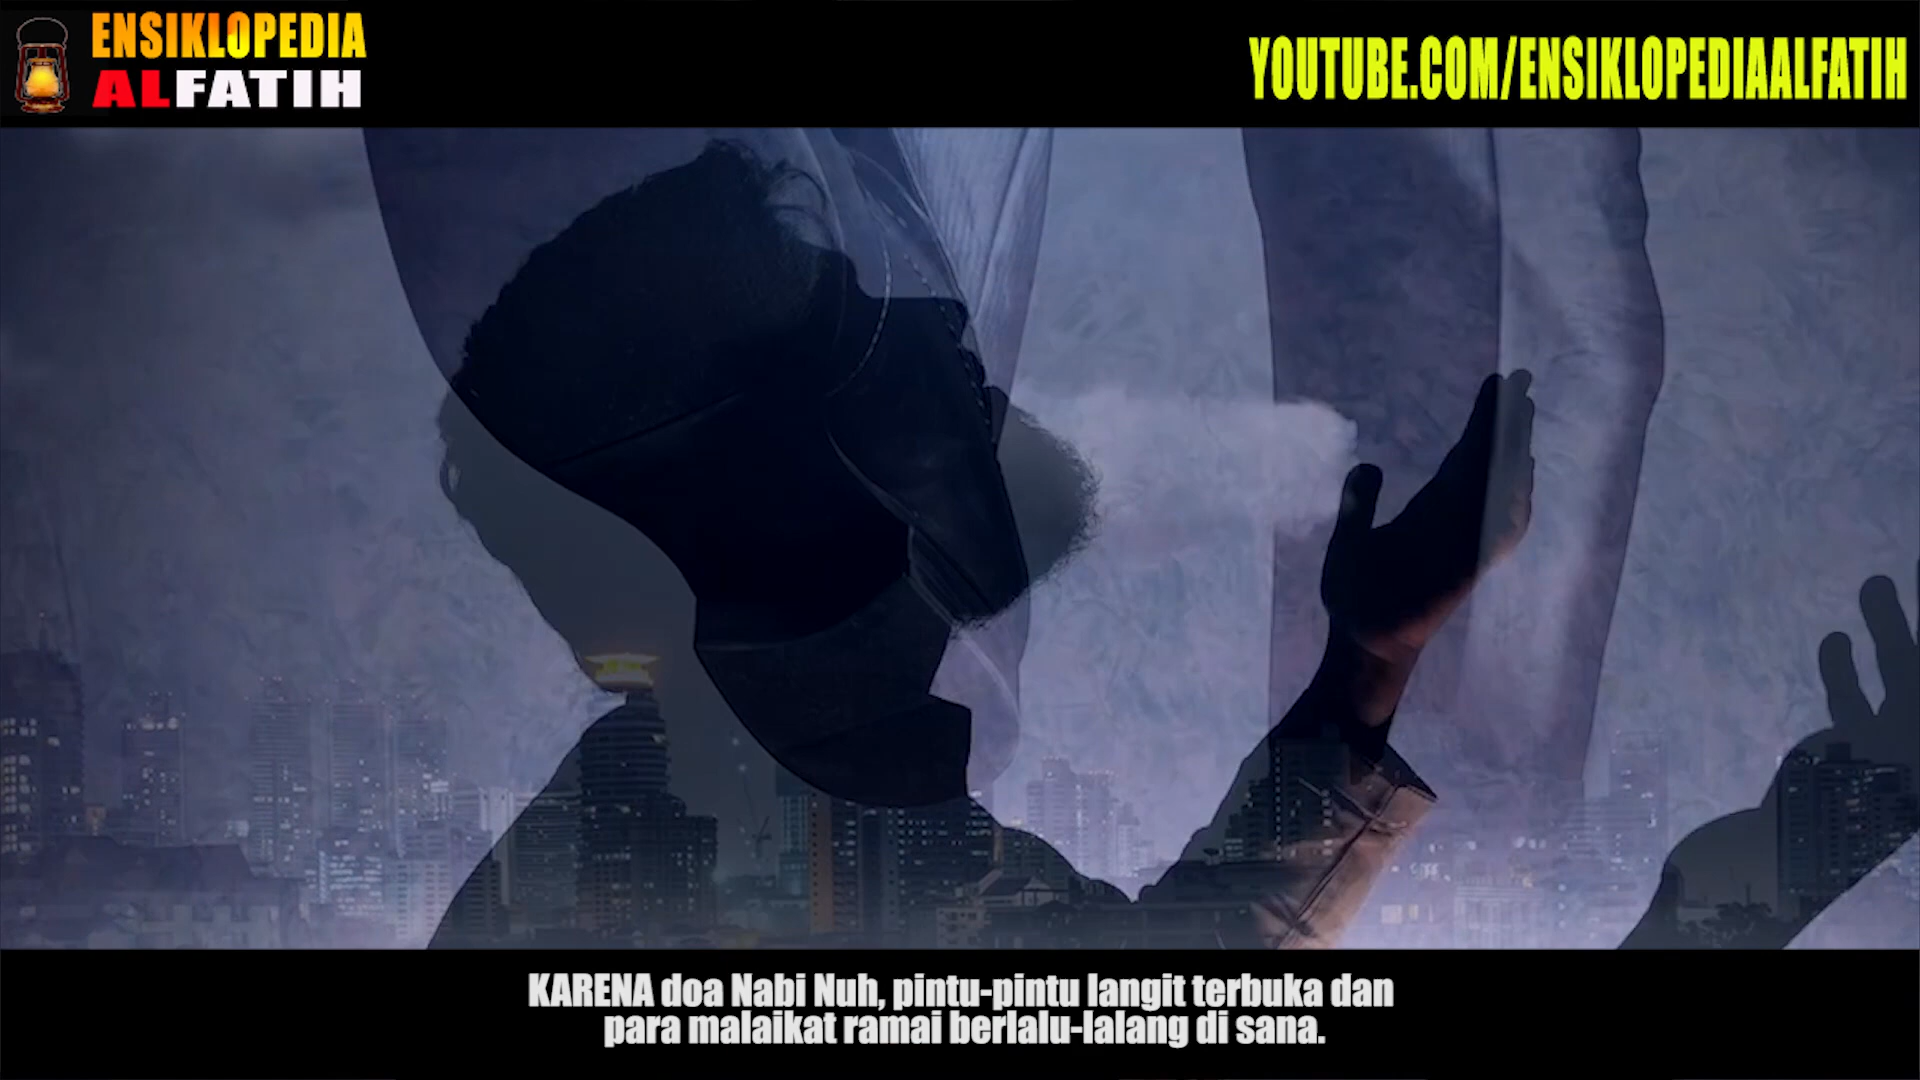 ENSIKLOPEDIA
ALFATIH
YOUTUBE.COM/ENSIKLOPEDIAALFATIH
KARENA doa Nabi Nuh, pintu-pintu langit terbuka dan
para malaikat ramai berlalu-lalang di sana.